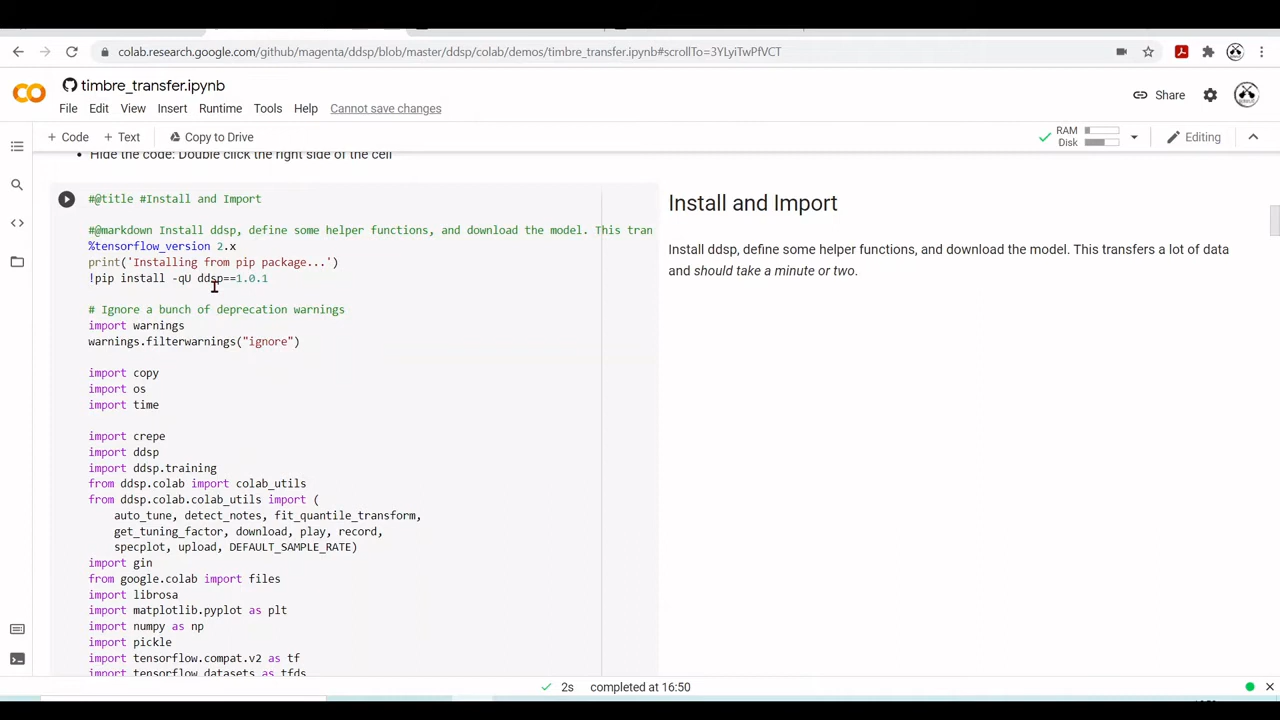 colab.research.google.com/github/magenta/ddsp/blob/master/ddsp/colab/demos/timbre_transfer.ipynb#scrollTo=3YLyiTwPfVCT
timbre_transfer.ipynb
File Edit View Insert Runtime Tools Help Cannot save changes
Share
+ Code + Text Copy to Drive
RAM
Disk
Editing
• Hide the code: Double click the right side of the cell
#@title #Install and Import
#@markdown Install ddsp, define some helper functions, and download the model. This tran
%tensorflow_version 2.x
print('Installing from pip package...')
!pip install -qU ddsp==1.0.1
# Ignore a bunch of deprecation warnings
import warnings
warnings.filterwarnings("ignore")
import copy
import os
import time
import crepe
import ddsp
import ddsp.training
from ddsp.colab import colab_utils
from ddsp.colab.colab_utils import (
auto_tune, detect_notes, fit_quantile_transform,
get_tuning_factor, download, play, record,
specplot, upload, DEFAULT_SAMPLE_RATE)
import gin
from google.colab import files
import librosa
import matplotlib.pyplot as plt
import numpy as np
import pickle
import tensorflow.compat.v2 as tf
import tensorflow_datasets as tfds
Install and Import
Install ddsp, define some helper functions, and download the model. This transfers a lot of data
and should take a minute or two.
2s completed at 16:50